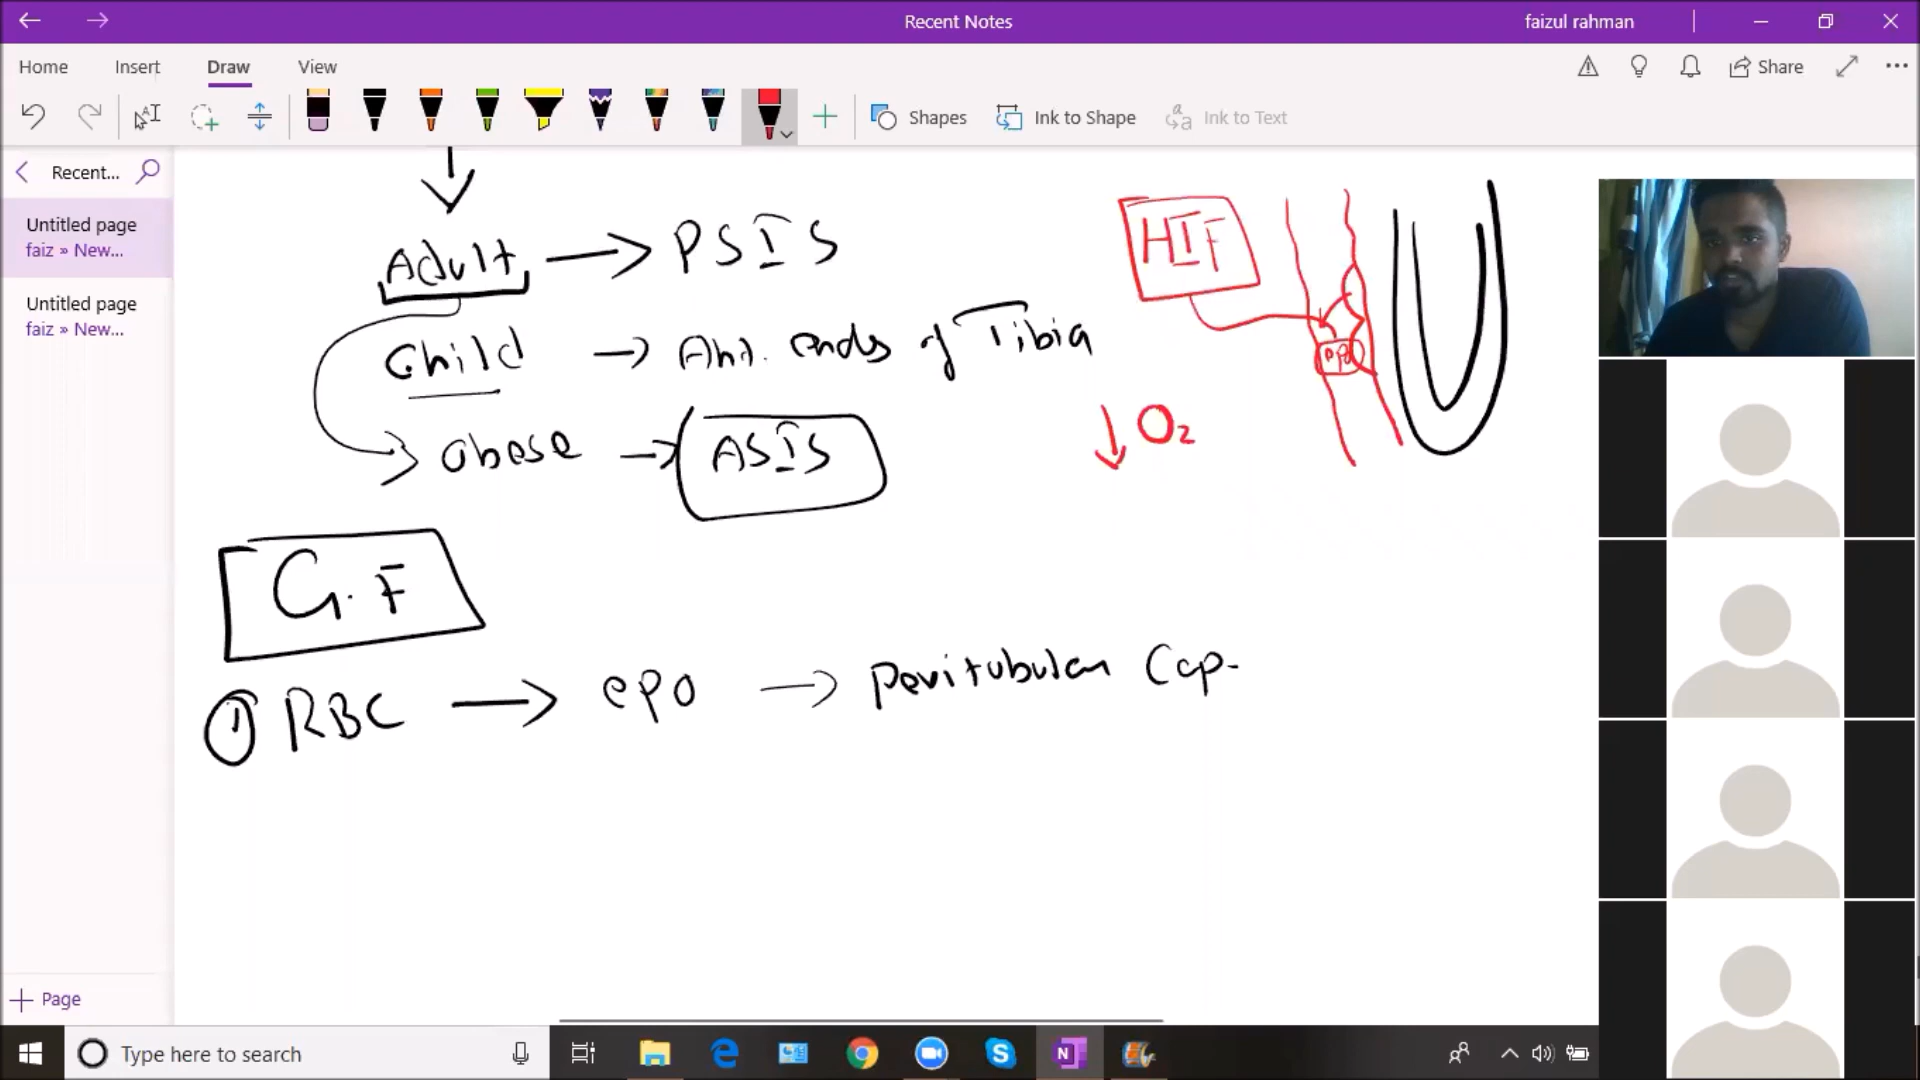 Recent Notes
faizul rahman
Home Insert Draw View
Share
Shapes Ink to Shape Ink to Text
Recent...
Untitled page
faiz » New...
Untitled page
faiz » New...
Adult → PSIS
Child → Ant. ends of Tibia
Obese → ASIS
HIF
epo
↓ O2
G.F
① RBC → epo → Peritubular Cap-
+ Page
Type here to search